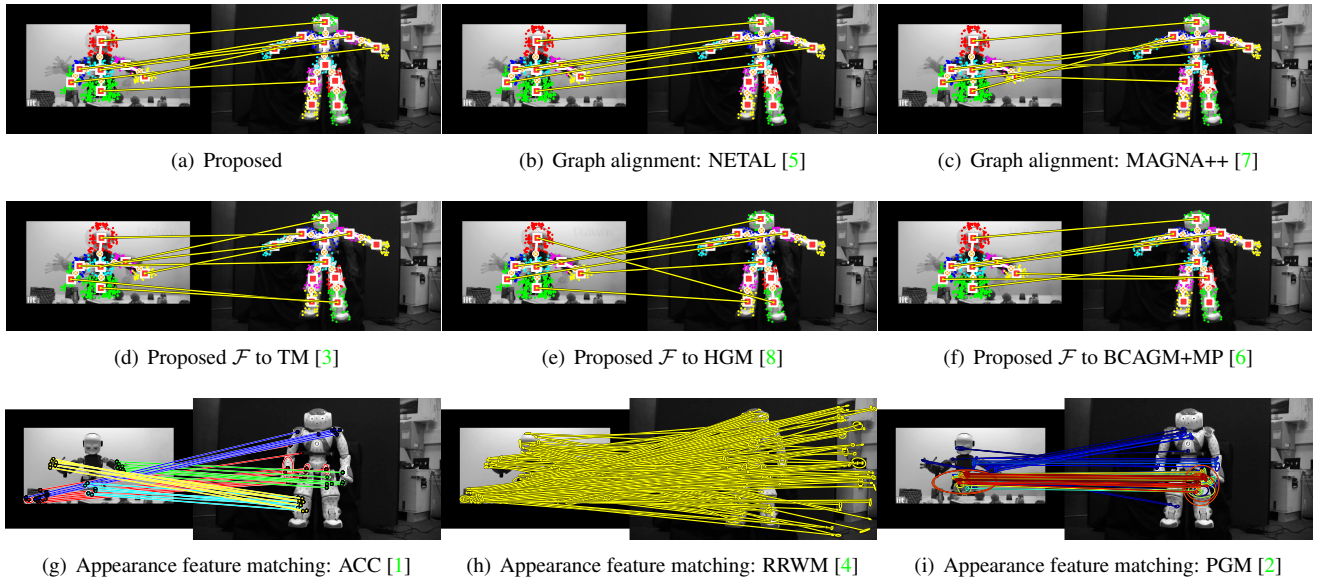 (a) Proposed
(b) Graph alignment: NETAL [5]
(c) Graph alignment: MAGNA++ [7]
(d) Proposed ℱ to TM [3]
(e) Proposed ℱ to HGM [8]
(f) Proposed ℱ to BCAGM+MP [6]
(g) Appearance feature matching: ACC [1]
(h) Appearance feature matching: RRWM [4]
(i) Appearance feature matching: PGM [2]